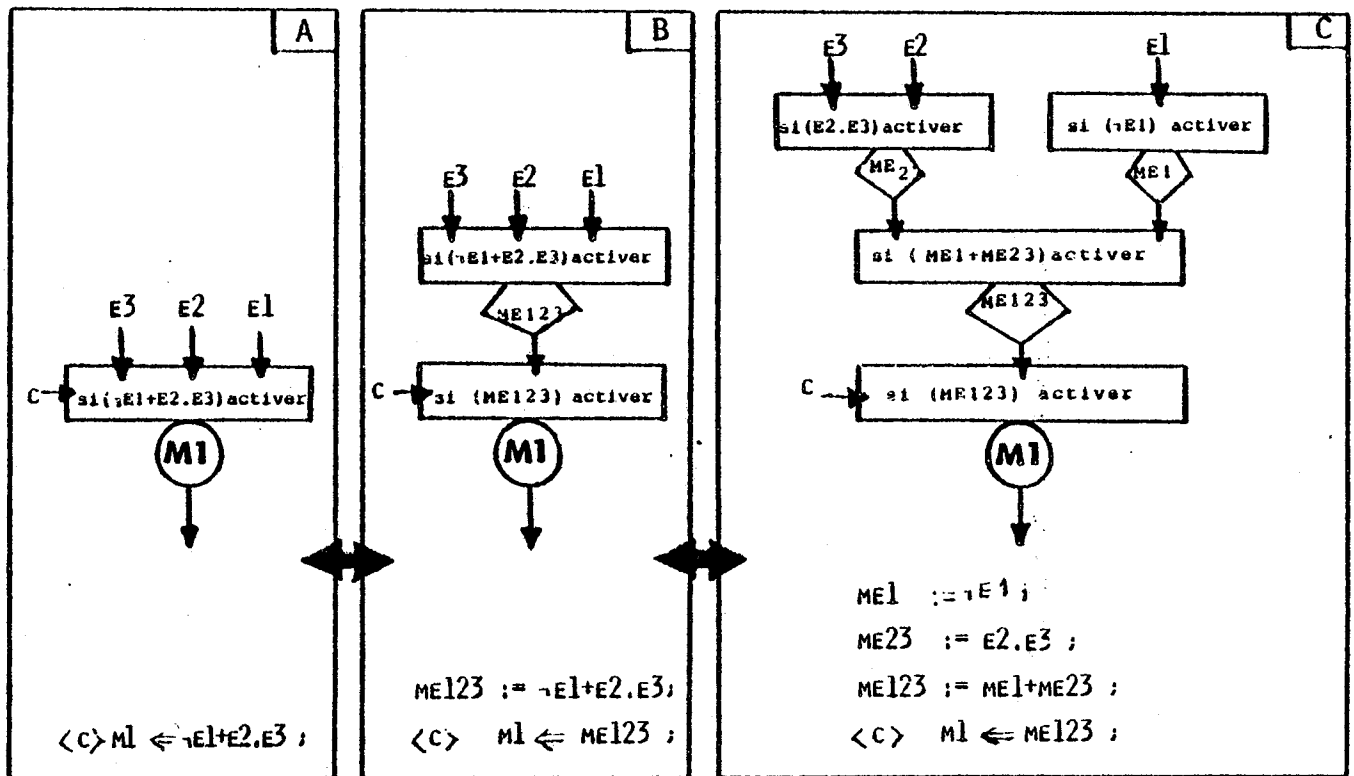 A
E3 E2 E1
C
si(¬E1+E2.E3)activer
M1
<C> M1 ⇐ ¬E1+E2.E3 ;
B
E3 E2 E1
si(¬E1+E2.E3)activer
ME123
C
si (ME123) activer
M1
ME123 := ¬E1+E2.E3;
<C> M1 ⇐ ME123 ;
C
E3 E2 E1
si(E2.E3)activer
si (¬E1) activer
ME2
ME1
si ( ME1+ME23)activer
ME123
C
si (ME123) activer
M1
ME1 :=¬E1 ;
ME23 := E2.E3 ;
ME123 := ME1+ME23 ;
<C> M1 ⇐ ME123 ;